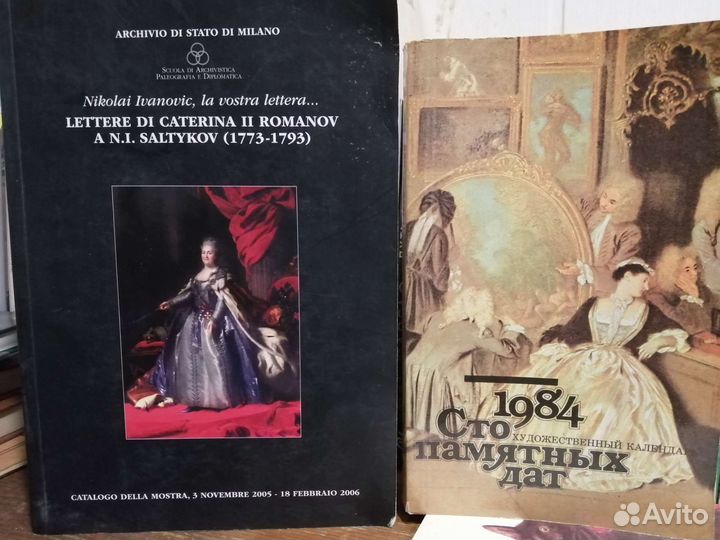 ARCHIVIO DI STATO DI MILANO
SCUOLA DI ARCHIVISTICA
PALEOGRAFIA E DIPLOMATICA
Nikolai Ivanovic, la vostra lettera...
LETTERE DI CATERINA II ROMANOV
A N.I. SALTYKOV (1773-1793)
CATALOGO DELLA MOSTRA, 3 NOVEMBRE 2005 - 18 FEBBRAIO 2006
1984
Сто
ХУДОЖЕСТВЕННЫЙ КАЛЕНДА
памятных
дат
Avito